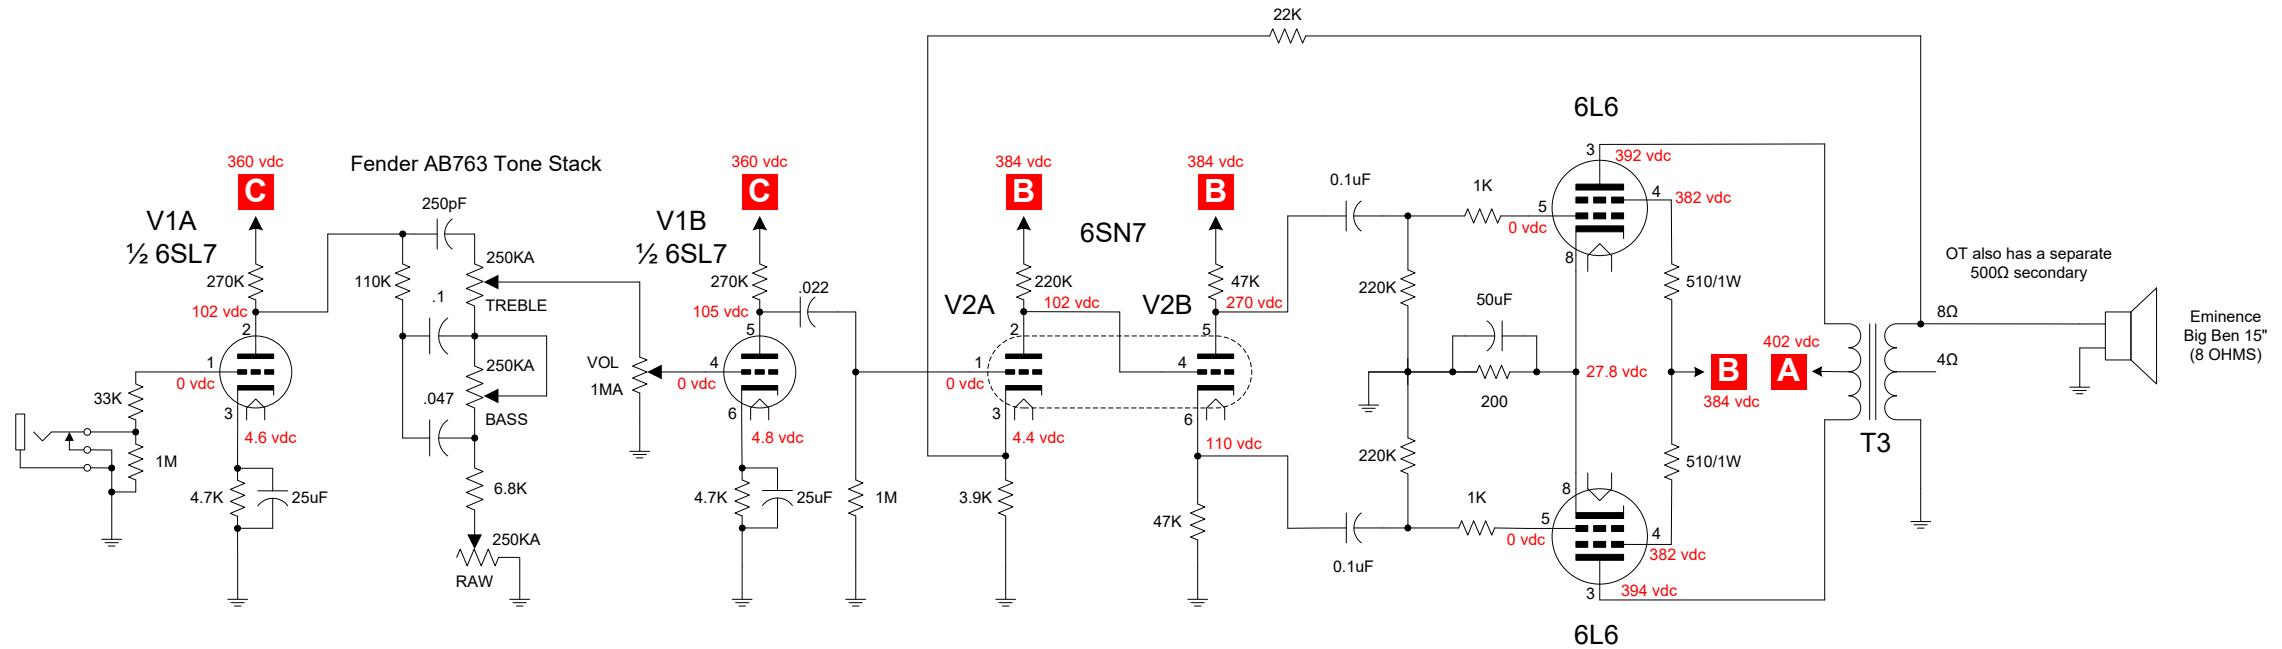 22K
6L6
Fender AB763 Tone Stack
360 vdc
C
V1A
½ 6SL7
270K
102 vdc
2
1
0 vdc
3
4.6 vdc
33K
1M
4.7K
25uF
250pF
110K
250KA
TREBLE
.1
250KA
BASS
.047
6.8K
250KA
RAW
VOL
1MA
360 vdc
C
V1B
½ 6SL7
270K
105 vdc
.022
5
4
0 vdc
6
4.8 vdc
4.7K
25uF
1M
384 vdc
B
6SN7
220K
V2A
102 vdc
2
1
0 vdc
3
4.4 vdc
3.9K
384 vdc
B
47K
V2B
270 vdc
5
4
6
110 vdc
47K
0.1uF
1K
220K
50uF
200
27.8 vdc
220K
1K
0.1uF
3
392 vdc
4
382 vdc
5
0 vdc
8
510/1W
B
384 vdc
402 vdc
A
510/1W
8
5
0 vdc
4
382 vdc
3
394 vdc
6L6
T3
OT also has a separate
500Ω secondary
8Ω
4Ω
Eminence
Big Ben 15"
(8 OHMS)